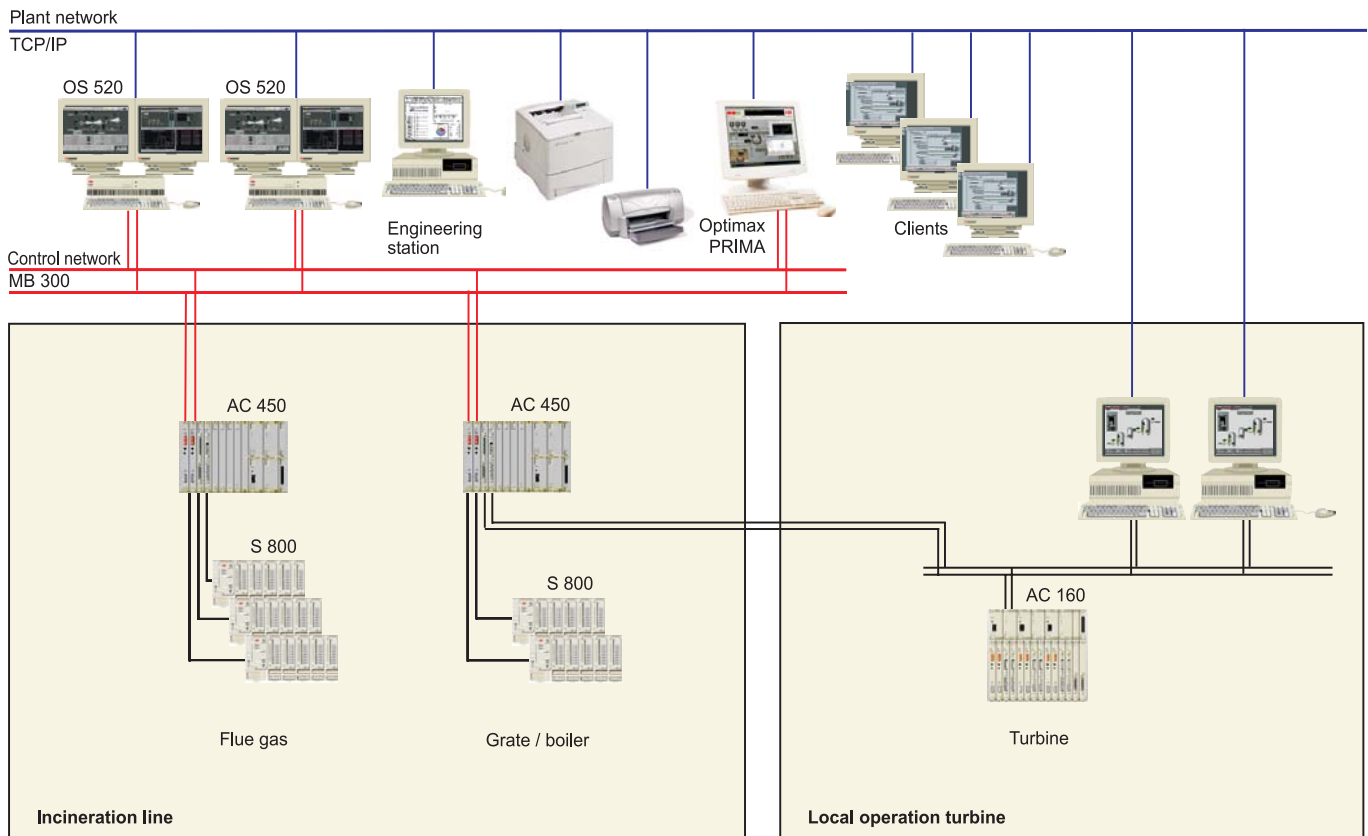 Plant network
TCP/IP
OS 520
OS 520
Engineering
station
Optimax
PRIMA
Clients
Control network
MB 300
AC 450
AC 450
S 800
S 800
AC 160
Flue gas
Grate / boiler
Turbine
Incineration line
Local operation turbine